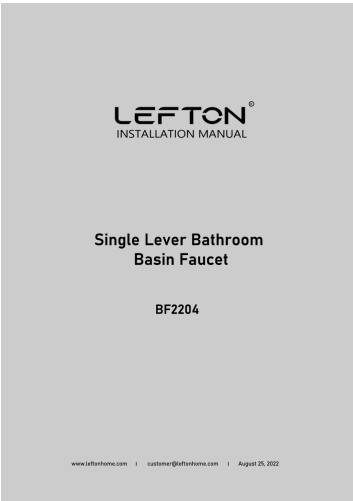 LEFTON®
INSTALLATION MANUAL
Single Lever Bathroom
Basin Faucet
BF2204
www.leftonhome.com | customer@leftonhome.com | August 25, 2022